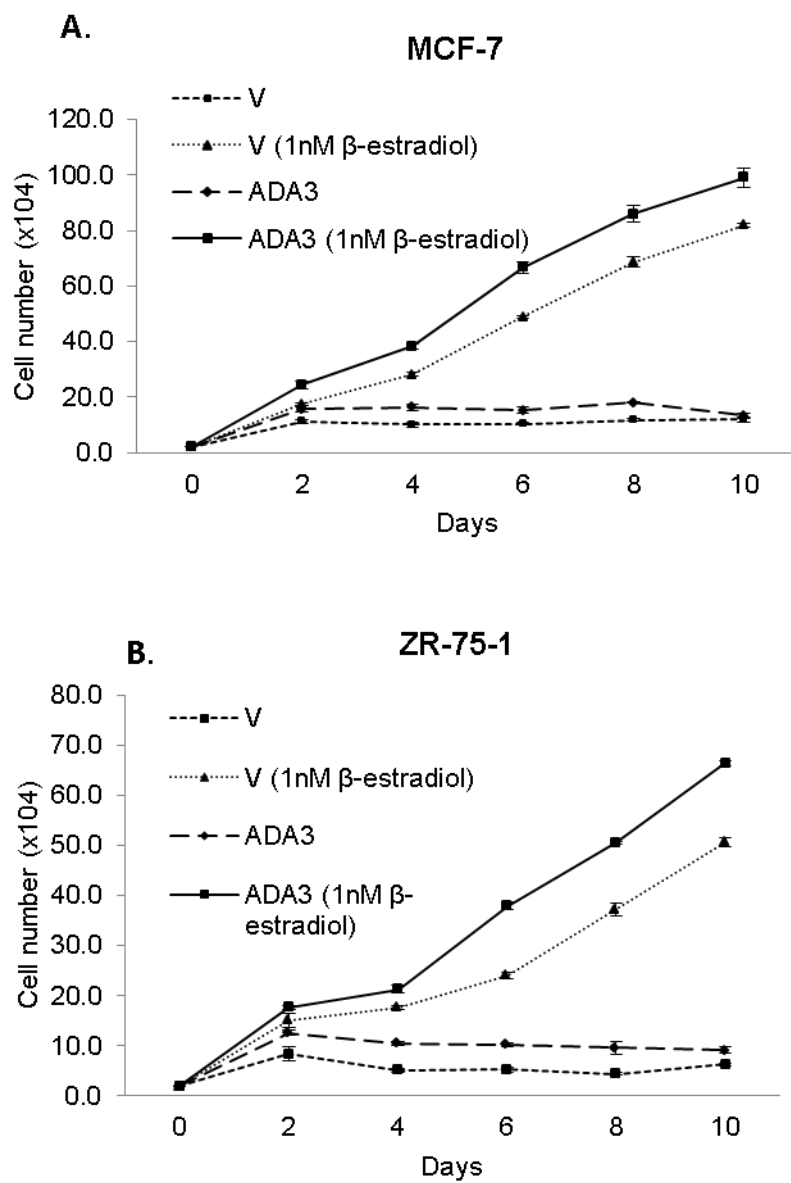 A.
MCF-7
V
V (1nM β-estradiol)
ADA3
ADA3 (1nM β-estradiol)
Cell number (x104)
120.0
100.0
80.0
60.0
40.0
20.0
0.0
0 2 4 6 8 10
Days
B.
ZR-75-1
V
V (1nM β-estradiol)
ADA3
ADA3 (1nM β-
estradiol)
Cell number (x104)
80.0
70.0
60.0
50.0
40.0
30.0
20.0
10.0
0.0
0 2 4 6 8 10
Days